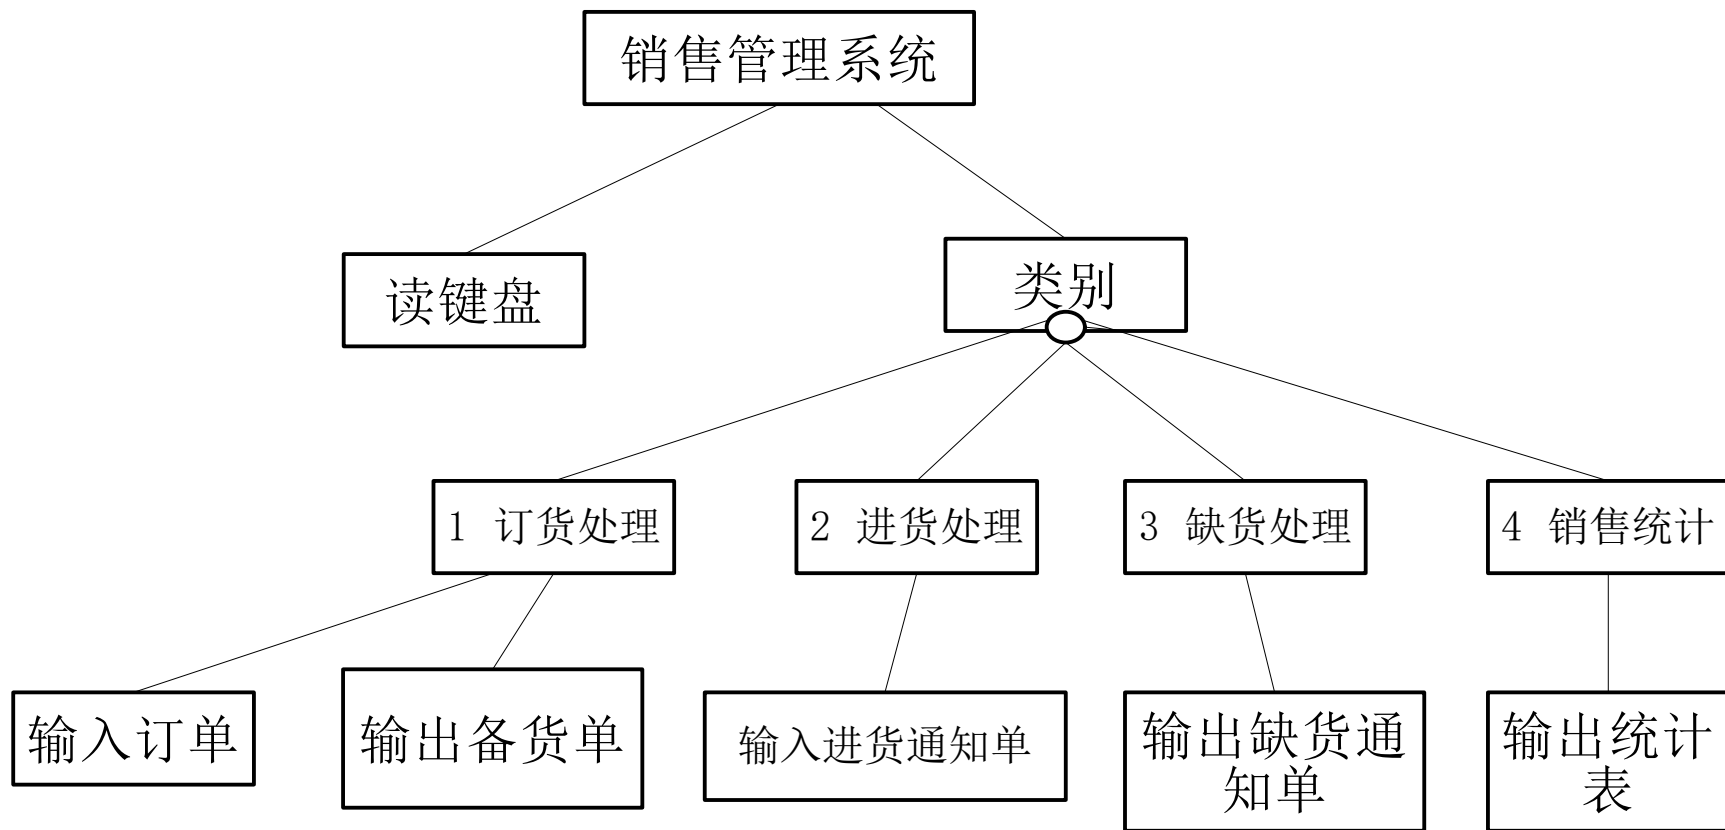 销售管理系统
读键盘
类别
1 订货处理
2 进货处理
3 缺货处理
4 销售统计
输入订单
输出备货单
输入进货通知单
输出缺货通
知单
输出统计
表